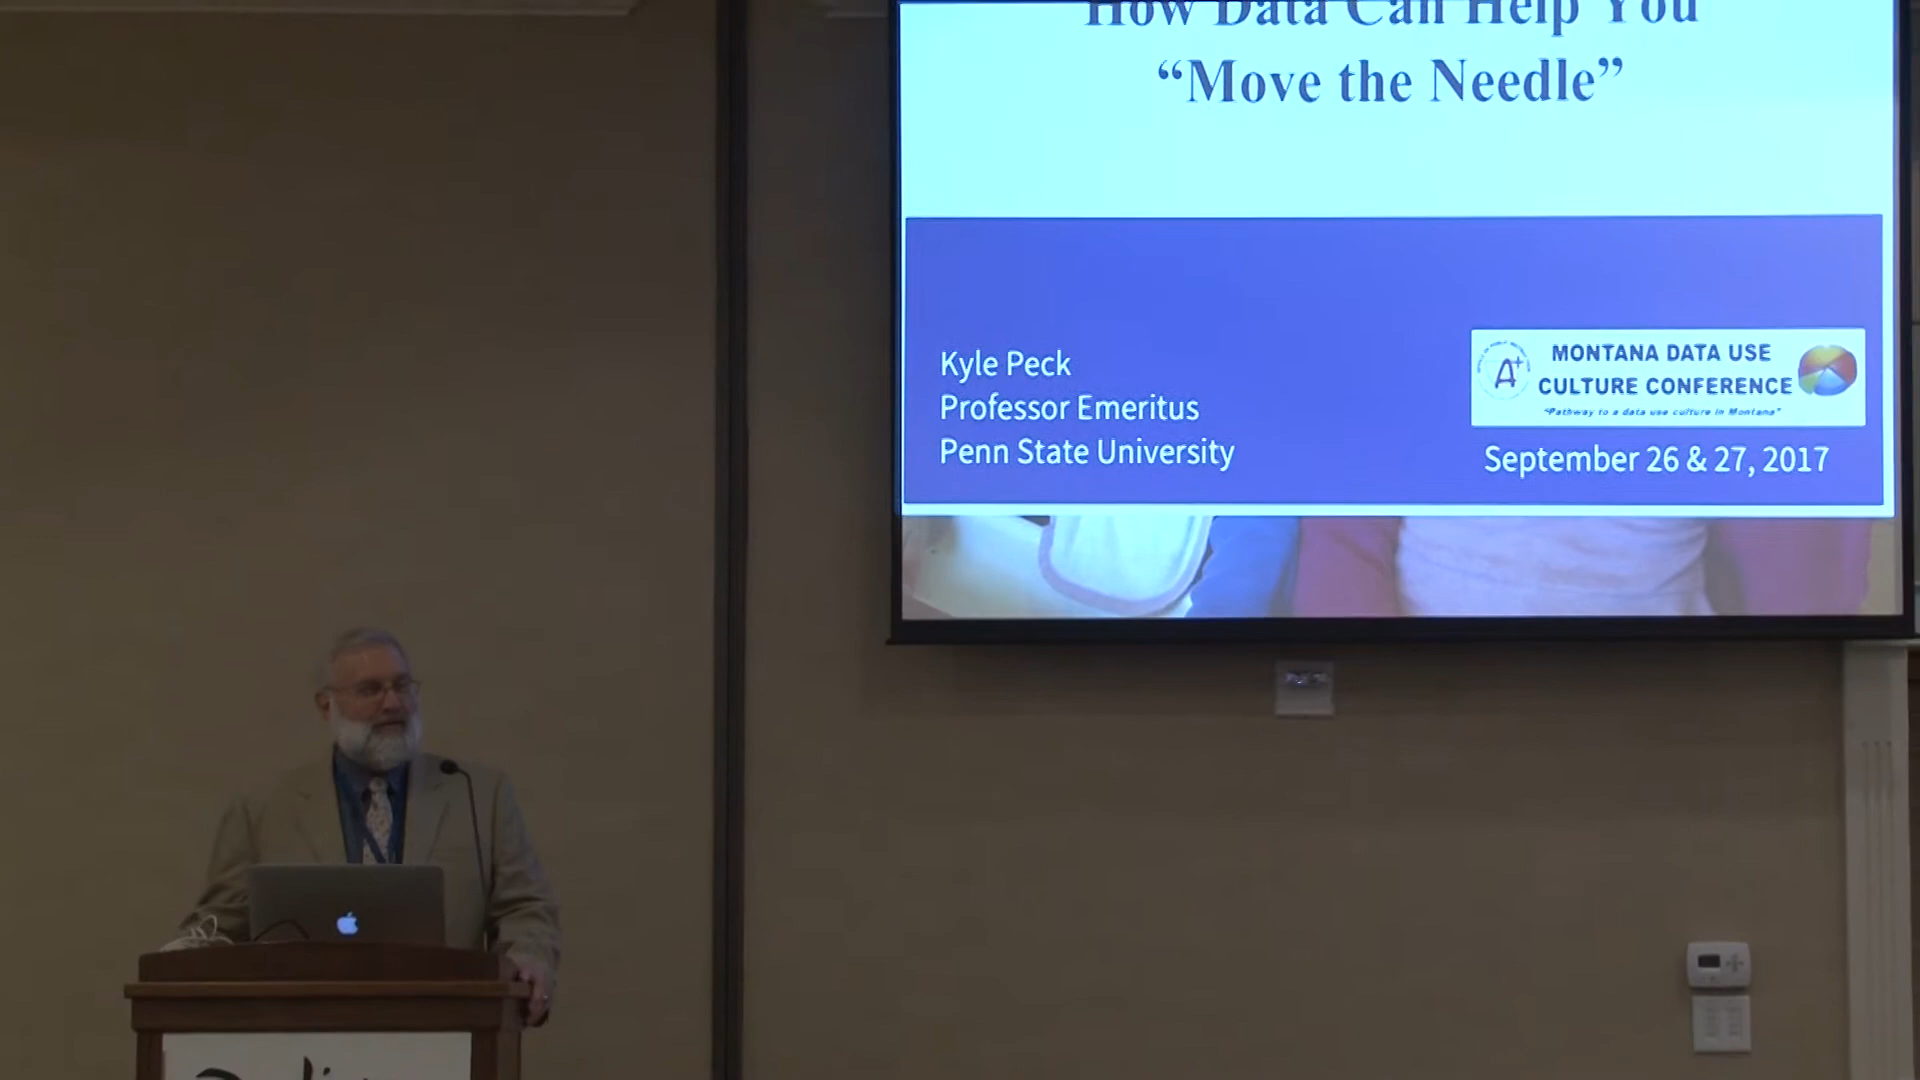 How Data Can Help You
“Move the Needle”
Kyle Peck
Professor Emeritus
Penn State University
A+
MONTANA DATA USE
CULTURE CONFERENCE
"Pathway to a data use culture in Montana"
September 26 & 27, 2017